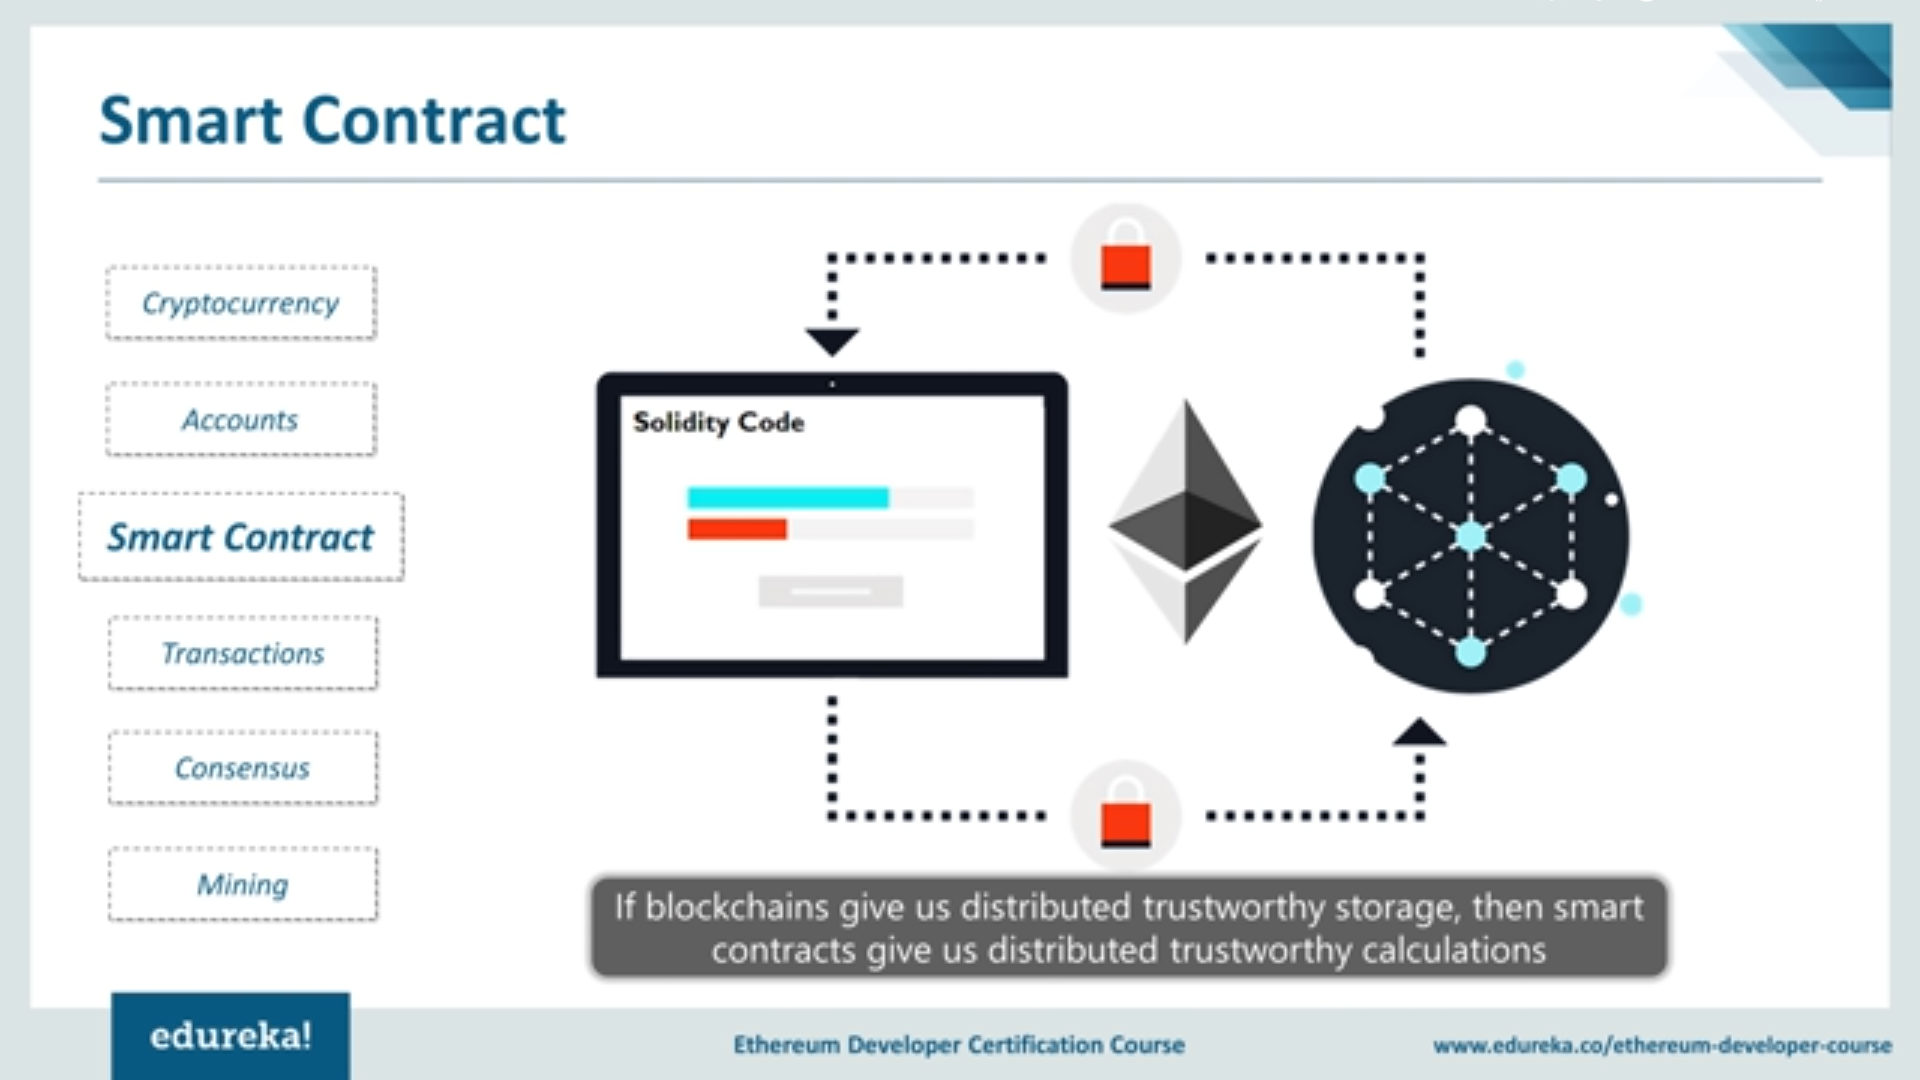 Smart Contract
Cryptocurrency
Accounts
Smart Contract
Transactions
Consensus
Mining
Solidity Code
If blockchains give us distributed trustworthy storage, then smart
contracts give us distributed trustworthy calculations
edureka!
Ethereum Developer Certification Course
www.edureka.co/ethereum-developer-course